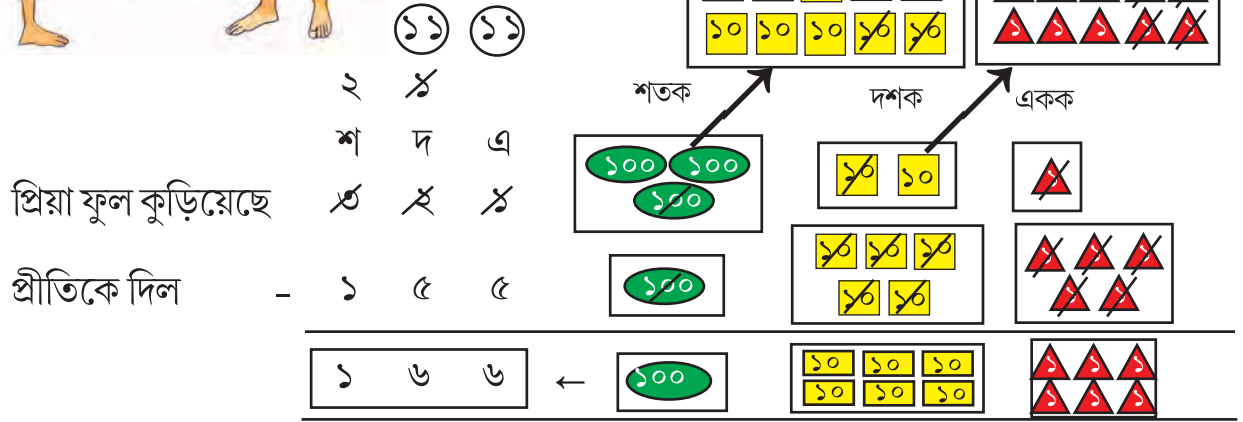 ১১ ১১ ১০ ১০ ১০ ১০ ১০ ১ ১ ১ ১ ১
২ ১ শতক দশক একক
শ দ এ ১০০ ১০০
প্রিয়া ফুল কুড়িয়েছে ৩ ২ ১ ১০০ ১০ ১০ ১
প্রীতিকে দিল - ১ ৫ ৫ ১০০ ১০ ১০ ১০ ১ ১ ১
১০ ১০ ১ ১
১ ৬ ৬ ← ১০০ ১০ ১০ ১০ ১ ১ ১
১০ ১০ ১০ ১ ১ ১